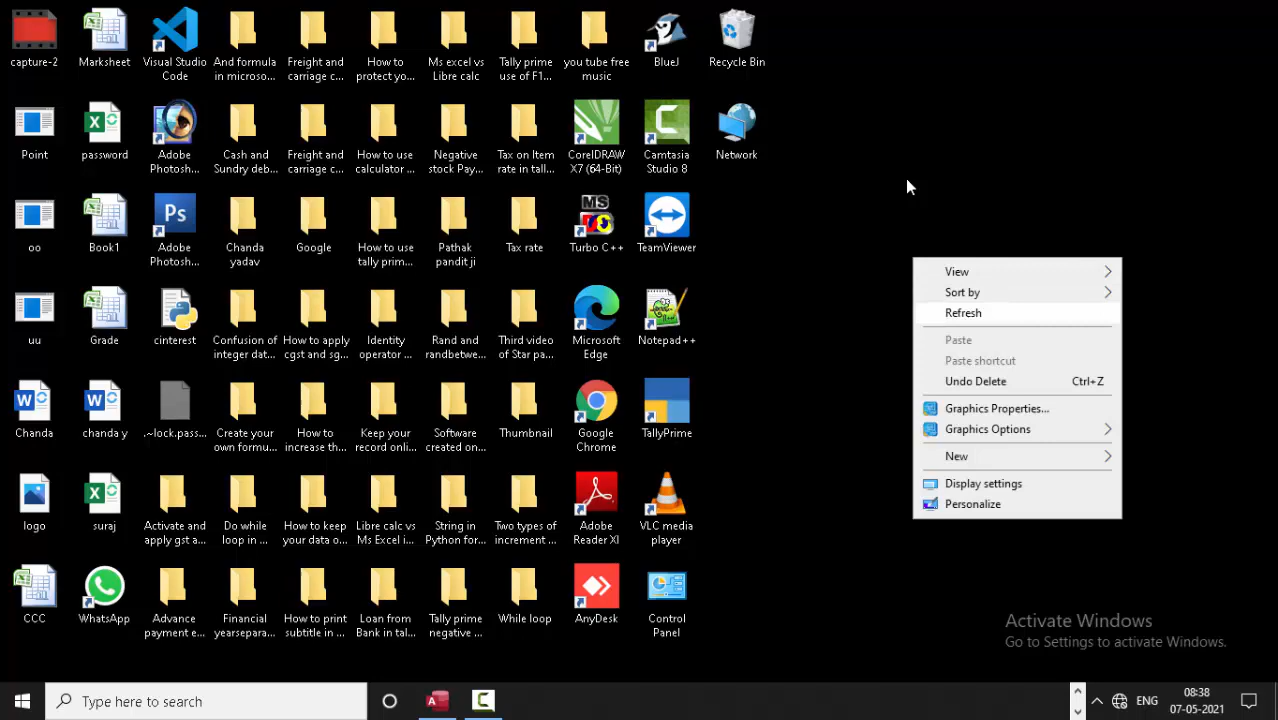 capture-2
Marksheet
Visual Studio
Code
And formula
in microso...
Freight and
carriage c...
How to
protect yo...
Ms excel vs
Libre calc
Tally prime
use of F1...
you tube free
music
BlueJ
Recycle Bin
Point
password
Adobe
Photosh...
Cash and
Sundry deb...
Freight and
carriage c...
How to use
calculator ...
Negative
stock Pay...
Tax on Item
rate in tall...
CorelDRAW
X7 (64-Bit)
Camtasia
Studio 8
Network
oo
Book1
Ps
Adobe
Photosh...
Chanda
yadav
Google
How to use
tally prim...
Pathak
pandit ji
Tax rate
MS
DOS
Turbo C++
TeamViewer
uu
Grade
cinterest
Confusion of
integer dat...
How to apply
cgst and sg...
Identity
operator ...
Rand and
randbetwe...
Third video
of Star pa...
Microsoft
Edge
Notepad++
Chanda
chanda y
.~lock.pass...
Create your
own formu...
How to
increase th...
Keep your
record onli...
Software
created on...
Thumbnail
Google
Chrome
TallyPrime
logo
suraj
Activate and
apply gst a...
Do while
loop in ...
How to keep
your data o...
Libre calc vs
Ms Excel i...
String in
Python for...
Two types of
increment ...
Adobe
Reader XI
VLC media
player
CCC
WhatsApp
Advance
payment e...
Financial
yearsepara...
How to print
subtitle in ...
Loan from
Bank in tal...
Tally prime
negative ...
While loop
AnyDesk
Control
Panel
View
Sort by
Refresh
Paste
Paste shortcut
Undo Delete Ctrl+Z
Graphics Properties...
Graphics Options
New
Display settings
Personalize
Activate Windows
Go to Settings to activate Windows.
Type here to search
ENG
08:38
07-05-2021